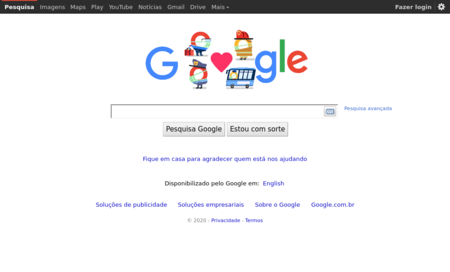 Pesquisa Imagens Maps Play YouTube Notícias Gmail Drive Mais Fazer login
Google
Pesquisa avançada
Pesquisa Google Estou com sorte
Fique em casa para agradecer quem está nos ajudando
Disponibilizado pelo Google em: English
Soluções de publicidade Soluções empresariais Sobre o Google Google.com.br
© 2020 - Privacidade - Termos